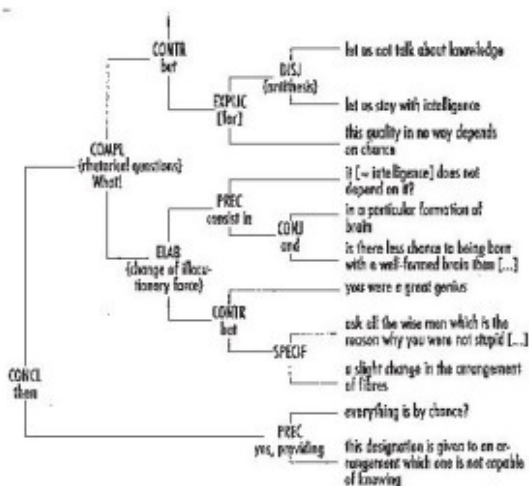 CONTR
but
let us not talk about knowledge
DISJ
(antithesis)
let us stay with intelligence
EXPLIC
[for]
this quality in no way depends
on chance
COMPL
(rhetorical questions)
What!
it [= intelligence] does not
depend on it?
PREC
consist in
in a particular formation of
brain
CONJ
and
is there less chance to being born
with a well-formed brain than [...]
ELAB
(change of illocu-
tionary force)
you were a great genius
CONTR
but
ask all the wise men which is the
reason why you were not stupid [...]
SPECIF
a slight change in the arrangement
of fibres
CONCL
then
everything is by chance?
PREC
yes, providing
this designation is given to an ar-
rangement which one is not capable
of knowing